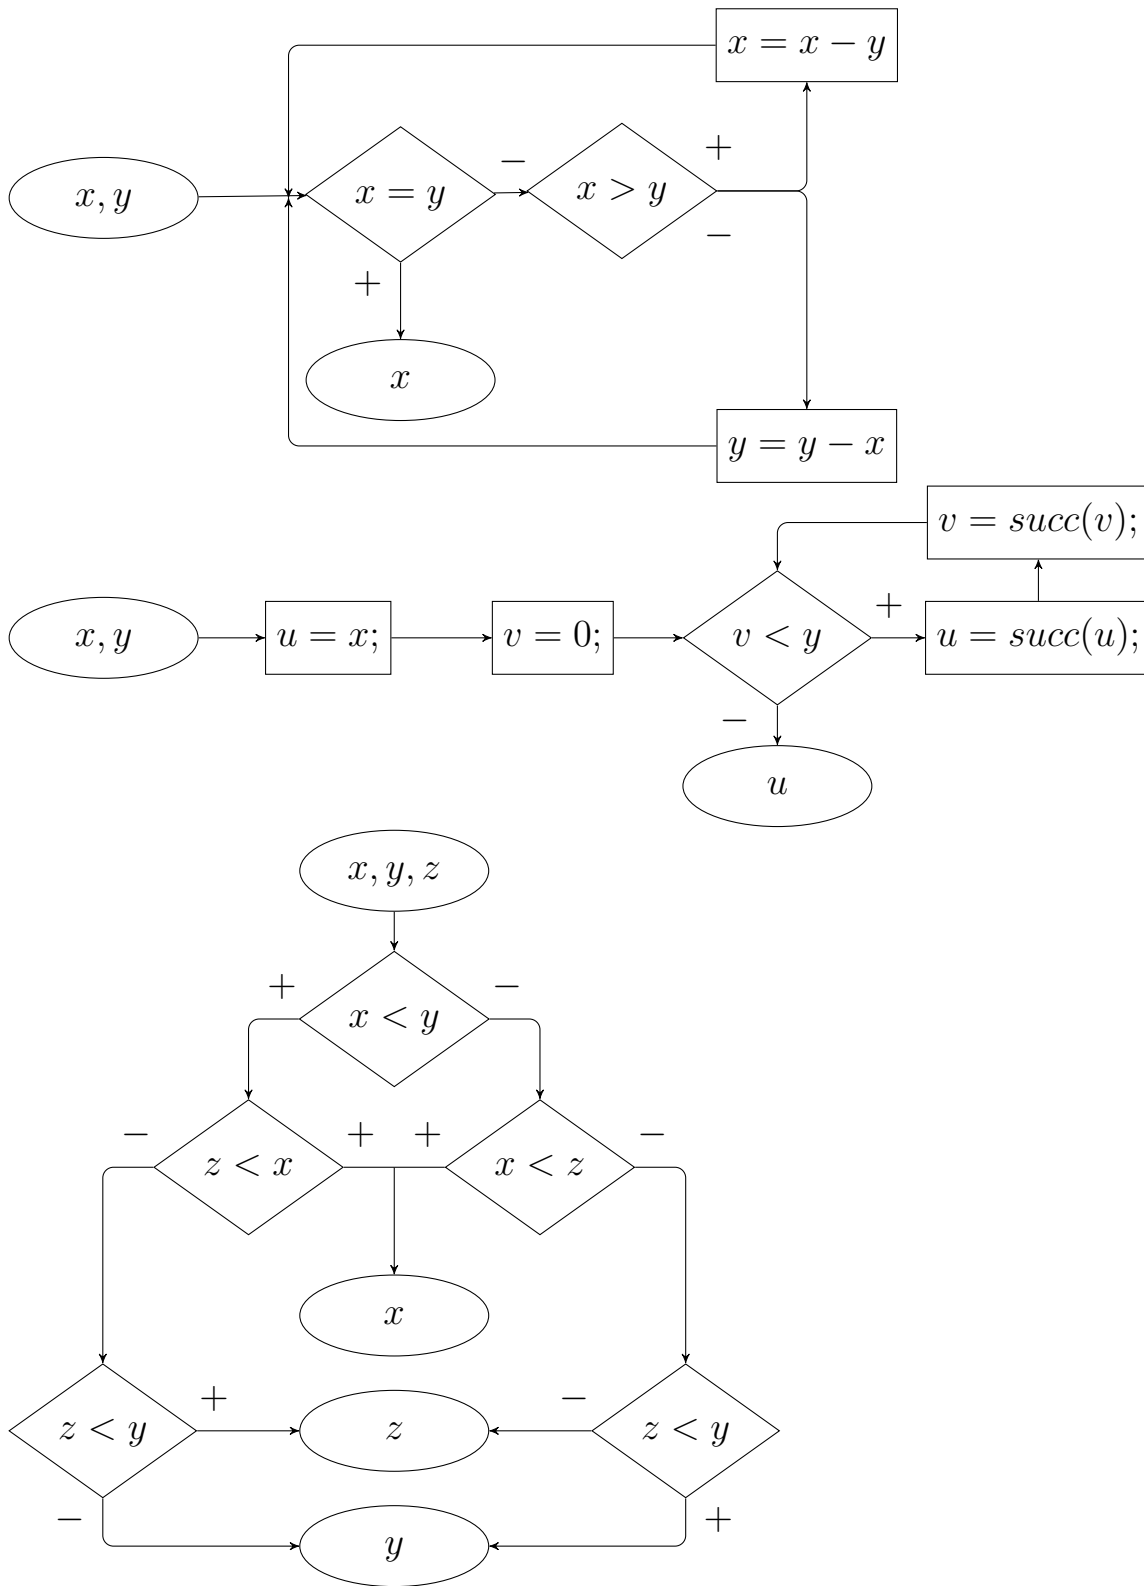 x = x − y
− +
x, y x = y x > y
−
+
x
y = y − x
v = succ(v);
+
x, y u = x; v = 0; v < y u = succ(u);
−
u
x, y, z
+ −
x < y
− + + −
z < x x < z
x
+ −
z < y z z < y
− +
y